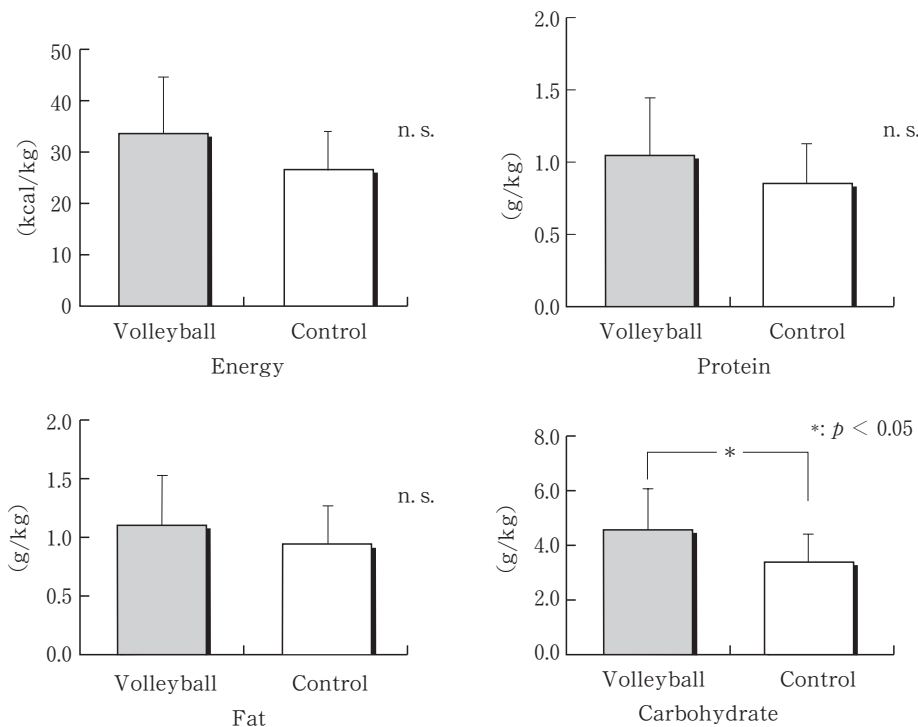 50
40
30
20
10
0
(kcal/kg)
n. s.
Volleyball Control
Energy
2.0
1.5
1.0
0.5
0.0
(g/kg)
n. s.
Volleyball Control
Protein
2.0
1.5
1.0
0.5
0.0
(g/kg)
n. s.
Volleyball Control
Fat
*: p < 0.05
8.0
6.0
4.0
2.0
0.0
(g/kg)
*
Volleyball Control
Carbohydrate